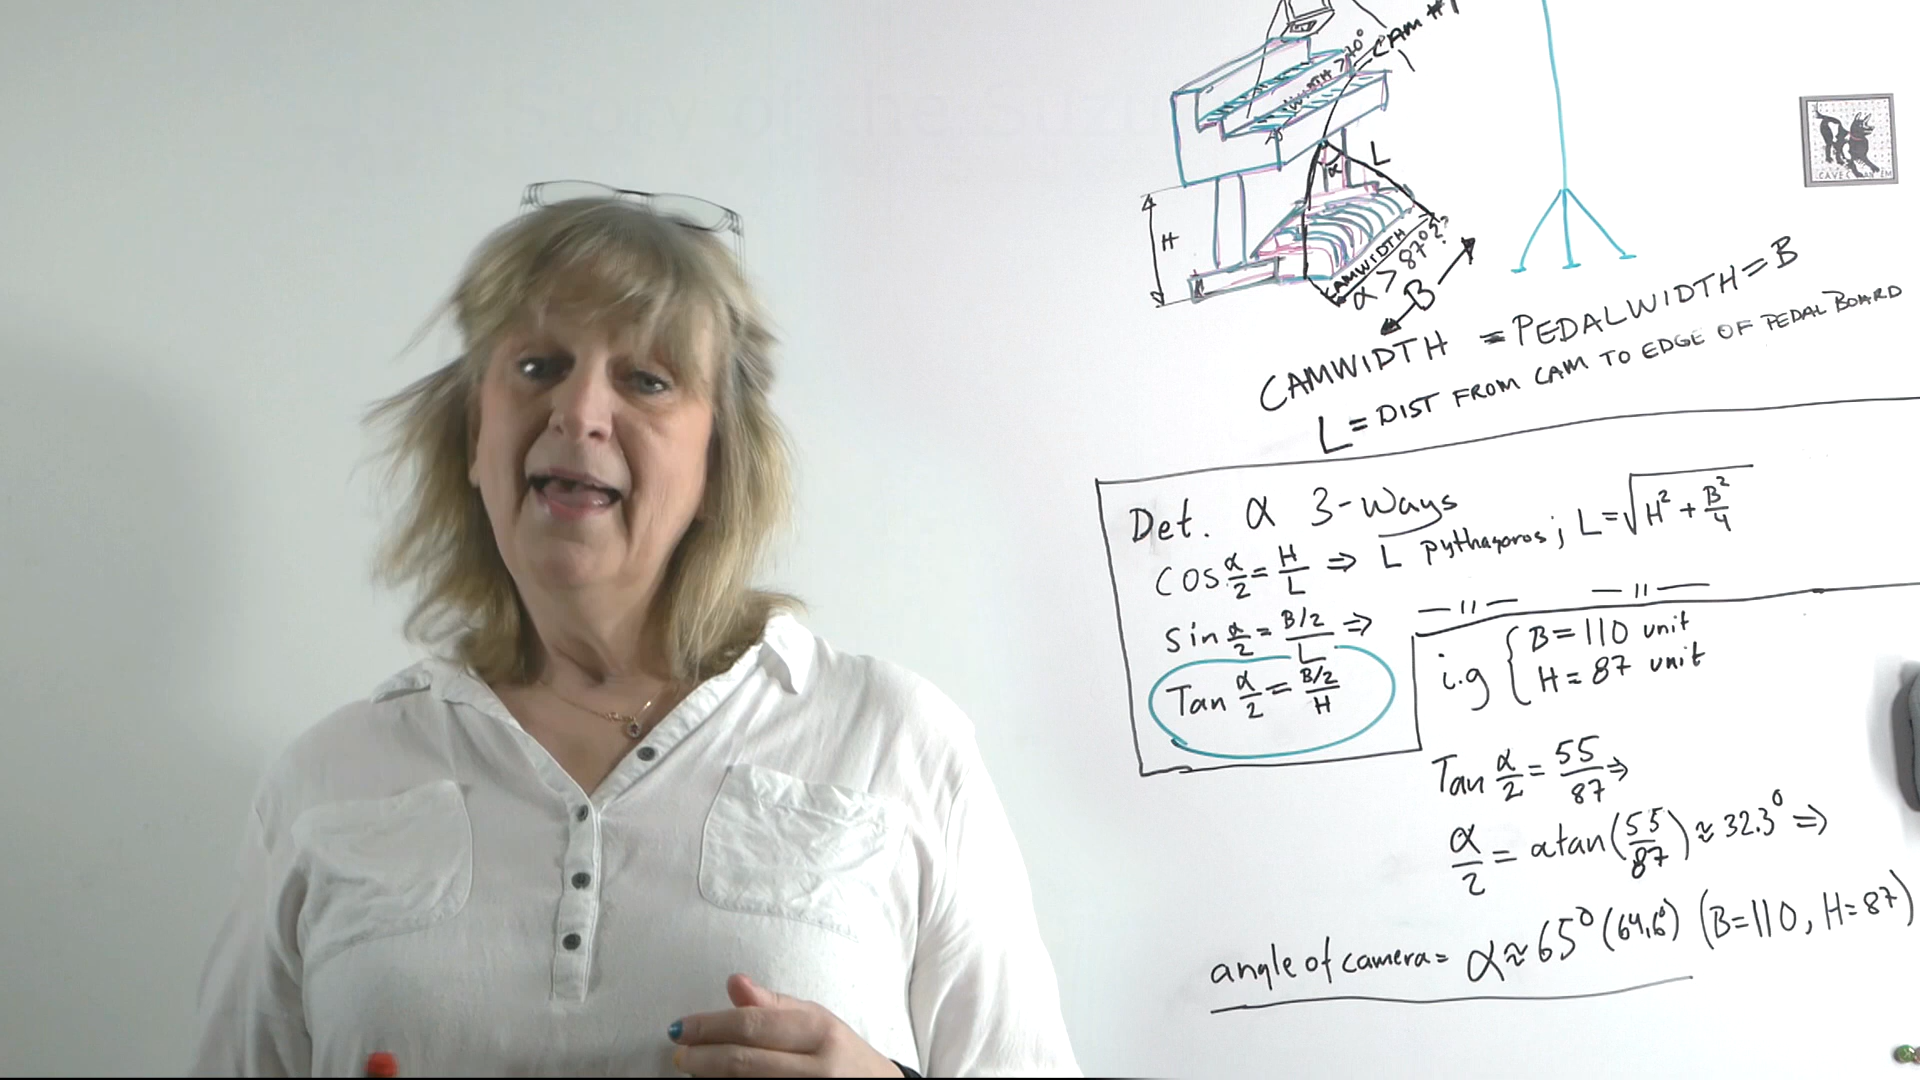 CAM #1
CAMWIDTH > 70°
L
α
H
CAMWIDTH
α > 87°??
B
CAMWIDTH = PEDALWIDTH = B
L = DIST FROM CAM TO EDGE OF PEDAL BOARD
Det. α 3-ways
Cos α/2 = H/L ⇒ L pythagoros; L = √(H² + B²/4)
sin α/2 = B/2/L ⇒ —"— —"—
Tan α/2 = B/2/H
i.g { B = 110 unit
H = 87 unit
Tan α/2 = 55/87 ⇒
α/2 = atan(55/87) ≈ 32.3° ⇒
angle of camera = α ≈ 65° (64,6°) (B=110, H=87)